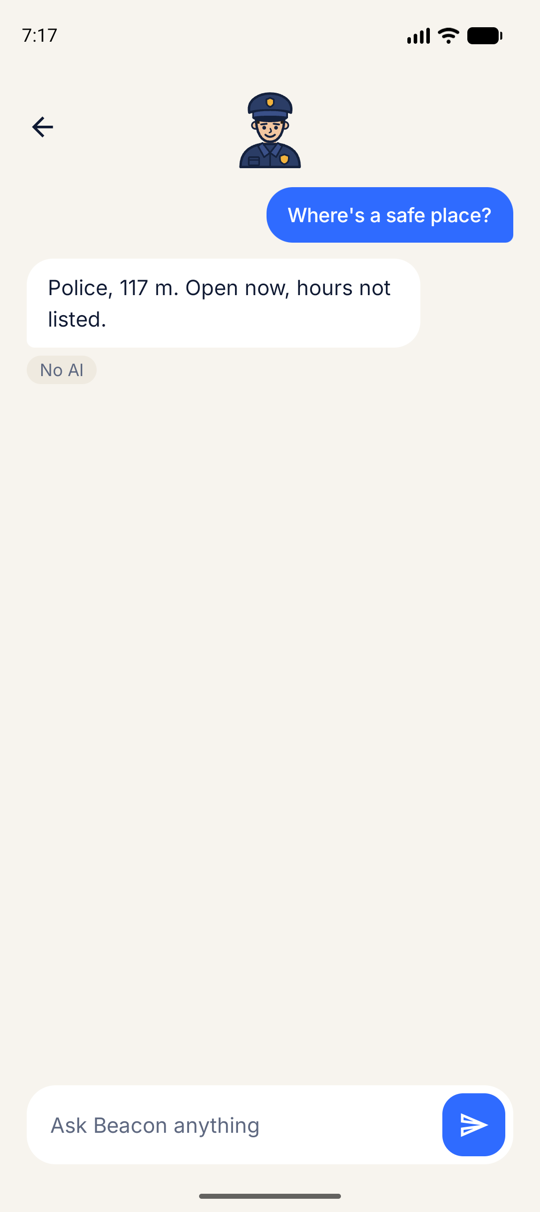 7:17
Where's a safe place?
Police, 117 m. Open now, hours not
listed.
No AI
Ask Beacon anything